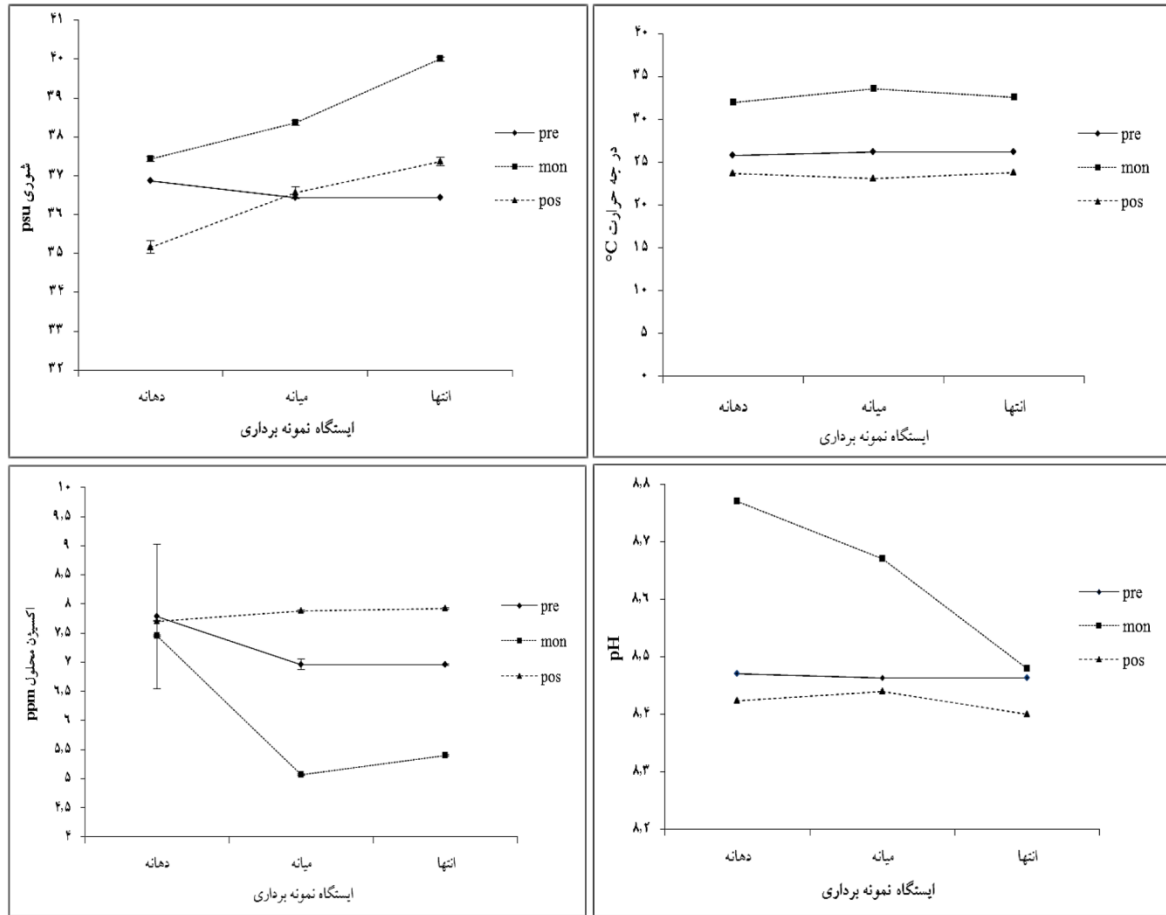 ۴۱
۴۰
۳۹
۳۸
۳۷
۳۶
۳۵
۳۴
۳۳
۳۲
شوری psu
دهانه
میانه
انتها
ایستگاه نمونه برداری
pre
mon
pos
۴۰
۳۵
۳۰
۲۵
۲۰
۱۵
۱۰
۵
۰
در جه حرارت °C
دهانه
میانه
انتها
ایستگاه نمونه برداری
pre
mon
pos
۱۰
۹,۵
۹
۸,۵
۸
۷,۵
۷
۶,۵
۶
۵,۵
۵
۴,۵
۴
اکسیژن محلول ppm
دهانه
میانه
انتها
ایستگاه نمونه برداری
pre
mon
pos
۸,۸
۸,۷
۸,۶
۸,۵
۸,۴
۸,۳
۸,۲
pH
دهانه
میانه
انتها
ایستگاه نمونه برداری
pre
mon
pos